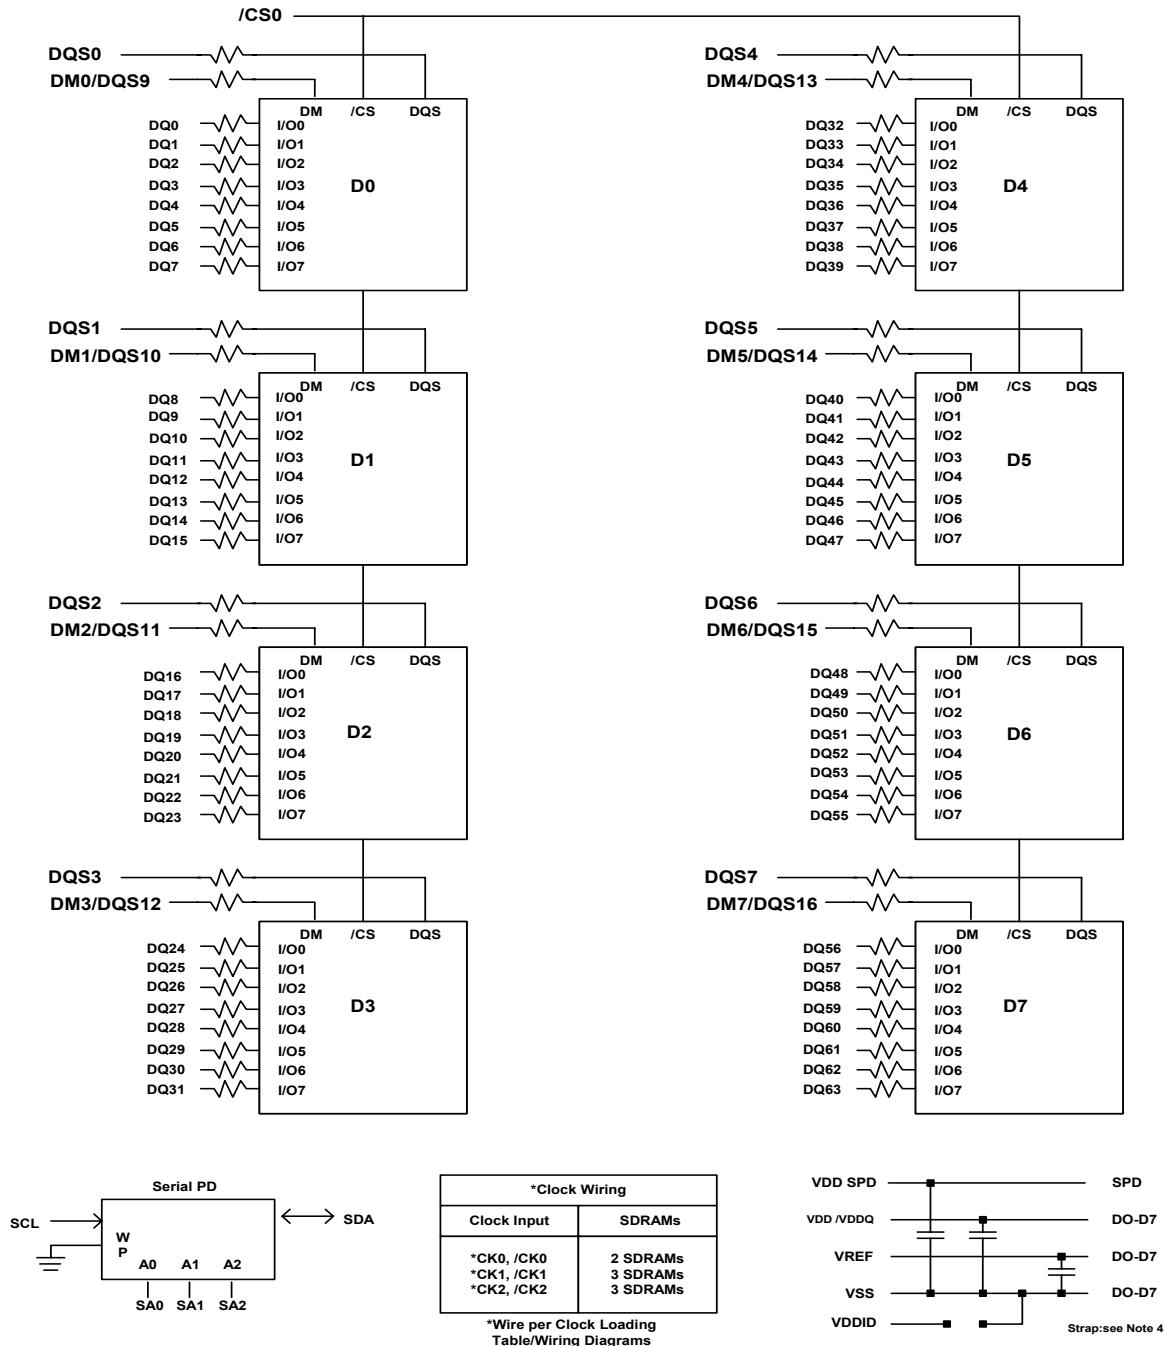 /CS0
DQS0
DM0/DQS9
DM /CS DQS
DQ0 I/O0
DQ1 I/O1
DQ2 I/O2
DQ3 I/O3
D0
DQ4 I/O4
DQ5 I/O5
DQ6 I/O6
DQ7 I/O7
DQS4
DM4/DQS13
DM /CS DQS
DQ32 I/O0
DQ33 I/O1
DQ34 I/O2
DQ35 I/O3
D4
DQ36 I/O4
DQ37 I/O5
DQ38 I/O6
DQ39 I/O7
DQS1
DM1/DQS10
DM /CS DQS
DQ8 I/O0
DQ9 I/O1
DQ10 I/O2
DQ11 I/O3
D1
DQ12 I/O4
DQ13 I/O5
DQ14 I/O6
DQ15 I/O7
DQS5
DM5/DQS14
DM /CS DQS
DQ40 I/O0
DQ41 I/O1
DQ42 I/O2
DQ43 I/O3
D5
DQ44 I/O4
DQ45 I/O5
DQ46 I/O6
DQ47 I/O7
DQS2
DM2/DQS11
DM /CS DQS
DQ16 I/O0
DQ17 I/O1
DQ18 I/O2
DQ19 I/O3
D2
DQ20 I/O4
DQ21 I/O5
DQ22 I/O6
DQ23 I/O7
DQS6
DM6/DQS15
DM /CS DQS
DQ48 I/O0
DQ49 I/O1
DQ50 I/O2
DQ51 I/O3
D6
DQ52 I/O4
DQ53 I/O5
DQ54 I/O6
DQ55 I/O7
DQS3
DM3/DQS12
DM /CS DQS
DQ24 I/O0
DQ25 I/O1
DQ26 I/O2
DQ27 I/O3
D3
DQ28 I/O4
DQ29 I/O5
DQ30 I/O6
DQ31 I/O7
DQS7
DM7/DQS16
DM /CS DQS
DQ56 I/O0
DQ57 I/O1
DQ58 I/O2
DQ59 I/O3
D7
DQ60 I/O4
DQ61 I/O5
DQ62 I/O6
DQ63 I/O7
Serial PD
SCL
W
P
SDA
A0 A1 A2
SA0 SA1 SA2
*Clock Wiring
Clock Input SDRAMs
*CK0, /CK0 2 SDRAMs
*CK1, /CK1 3 SDRAMs
*CK2, /CK2 3 SDRAMs
*Wire per Clock Loading
Table/Wiring Diagrams
VDD SPD SPD
VDD /VDDQ DO-D7
VREF DO-D7
VSS DO-D7
VDDID
Strap:see Note 4